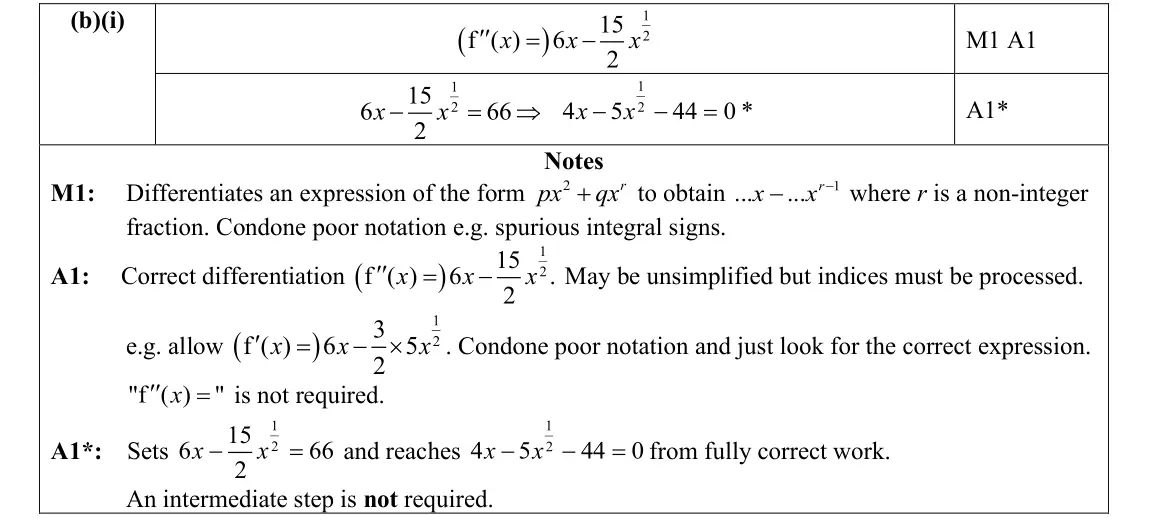 (b)(i) (f″(x) =)6x − 15/2 x^(1/2) M1 A1
6x − 15/2 x^(1/2) = 66 ⇒ 4x − 5x^(1/2) − 44 = 0 * A1*
Notes
M1: Differentiates an expression of the form px² + qx^r to obtain ...x − ...x^(r−1) where r is a non-integer
fraction. Condone poor notation e.g. spurious integral signs.
A1: Correct differentiation (f″(x) =)6x − 15/2 x^(1/2). May be unsimplified but indices must be processed.
e.g. allow (f′(x) =)6x − 3/2 × 5x^(1/2). Condone poor notation and just look for the correct expression.
"f″(x) = " is not required.
A1*: Sets 6x − 15/2 x^(1/2) = 66 and reaches 4x − 5x^(1/2) − 44 = 0 from fully correct work.
An intermediate step is not required.